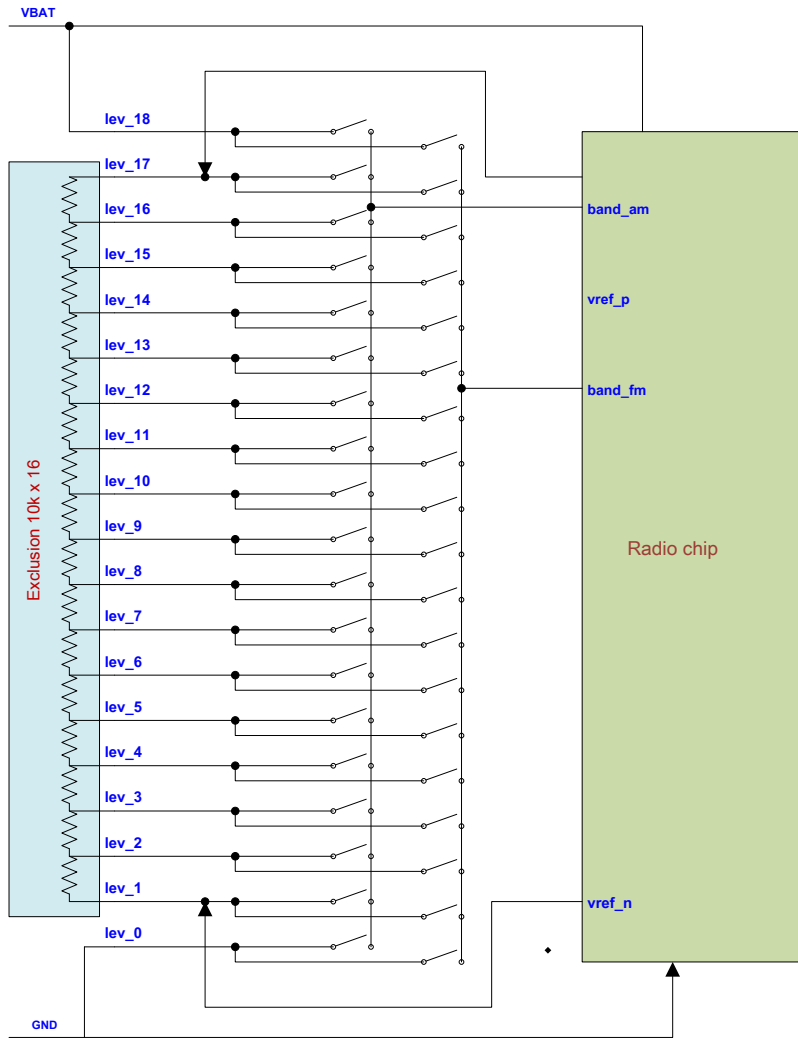 VBAT
lev_18
lev_17
lev_16
band_am
lev_15
lev_14
vref_p
lev_13
lev_12
band_fm
lev_11
lev_10
Exclusion 10k x 16
lev_9
Radio chip
lev_8
lev_7
lev_6
lev_5
lev_4
lev_3
lev_2
lev_1
vref_n
lev_0
GND